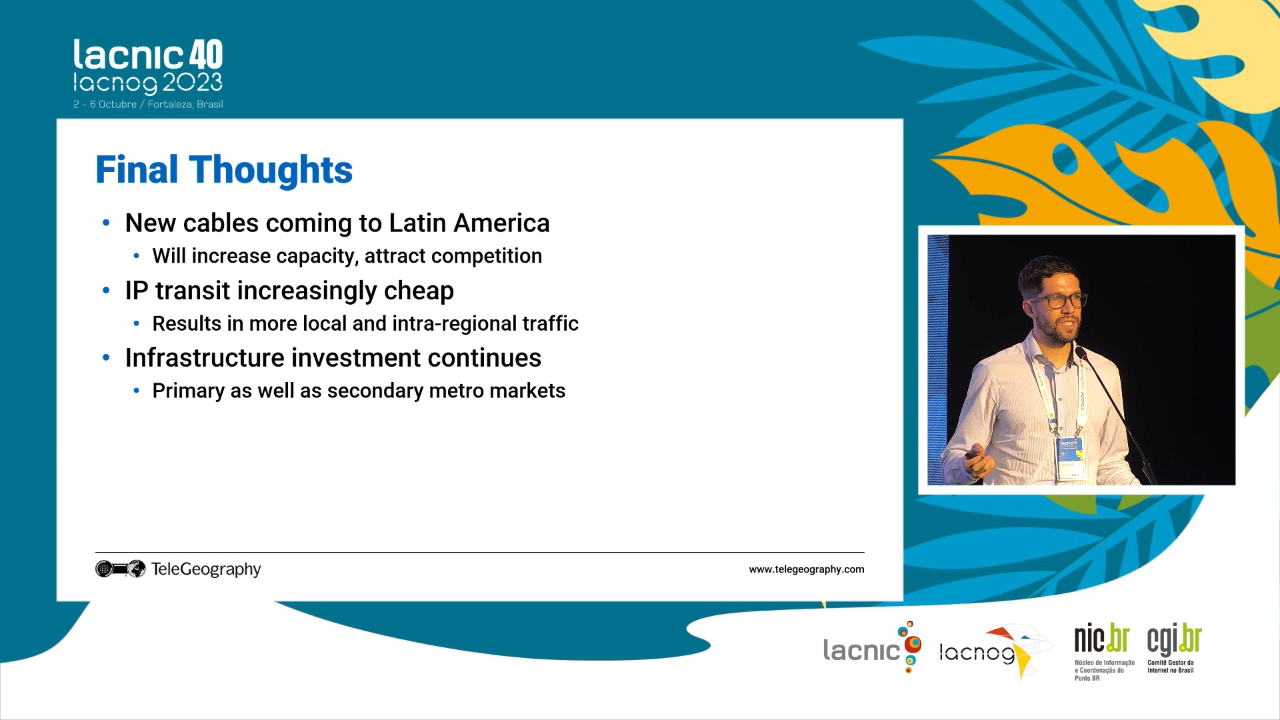 lacnic 40
lacnog 2023
2 - 6 Octubre / Fortaleza, Brasil
Final Thoughts
• New cables coming to Latin America
• Will increase capacity, attract competition
• IP transit increasingly cheap
• Results in more local and intra-regional traffic
• Infrastructure investment continues
• Primary as well as secondary metro markets
TeleGeography
www.telegeography.com
lacnic
lacnog
nic.br
Núcleo de Informação
e Coordenação do
Ponto BR
cgi.br
Comitê Gestor da
Internet no Brasil